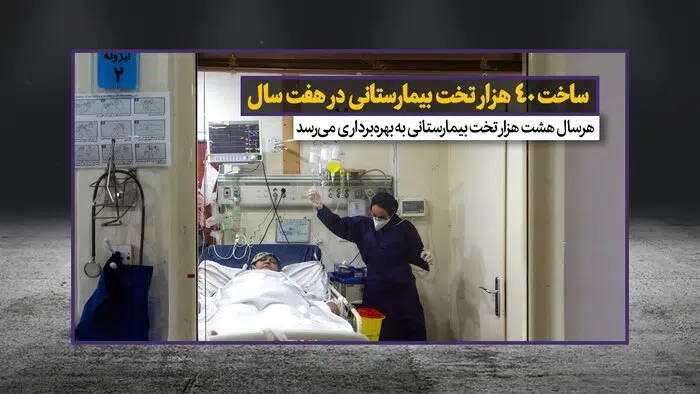 ایزوله
۲
ساخت ۴۰ هزار تخت بیمارستانی در هفت سال
هرسال هشت هزار تخت بیمارستانی به بهره‌برداری می‌رسد